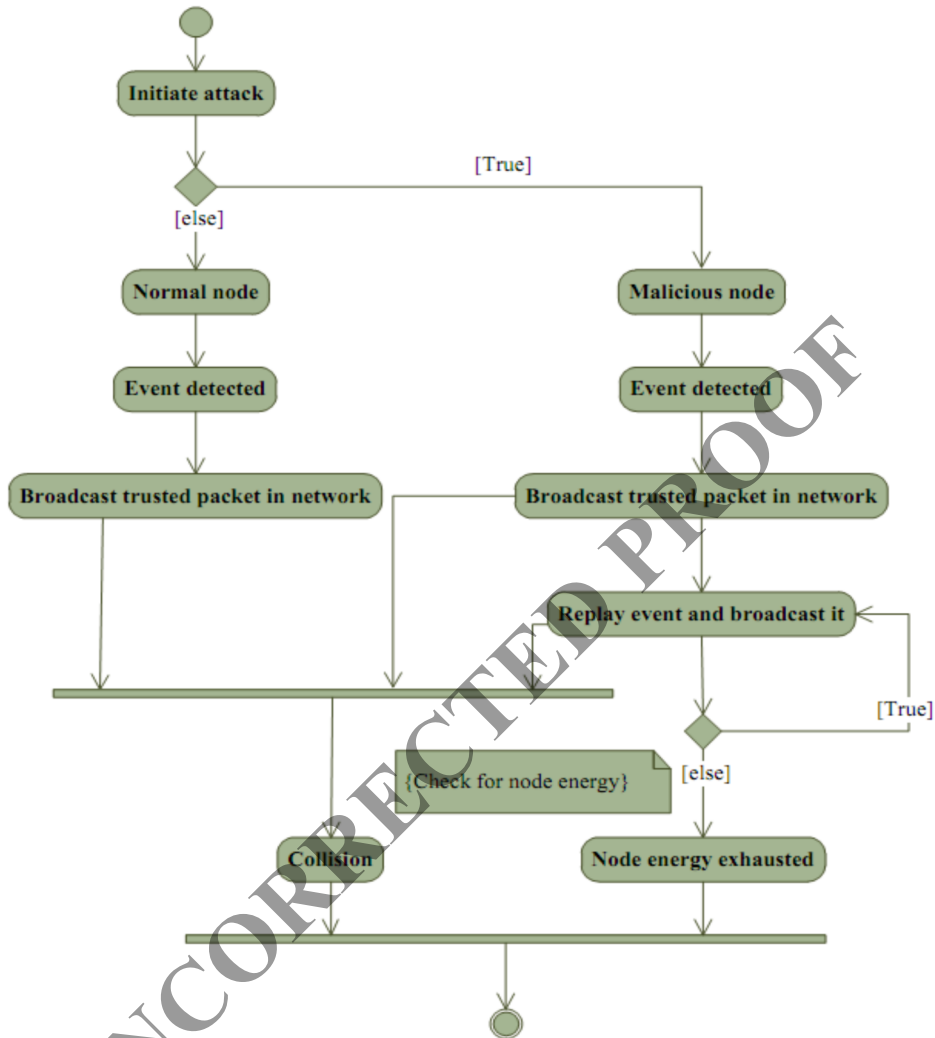 Initiate attack
[True]
[else]
Normal node
Malicious node
Event detected
Event detected
Broadcast trusted packet in network
Broadcast trusted packet in network
Replay event and broadcast it
[True]
{Check for node energy}
[else]
Collision
Node energy exhausted
NCORRECTED PROOF